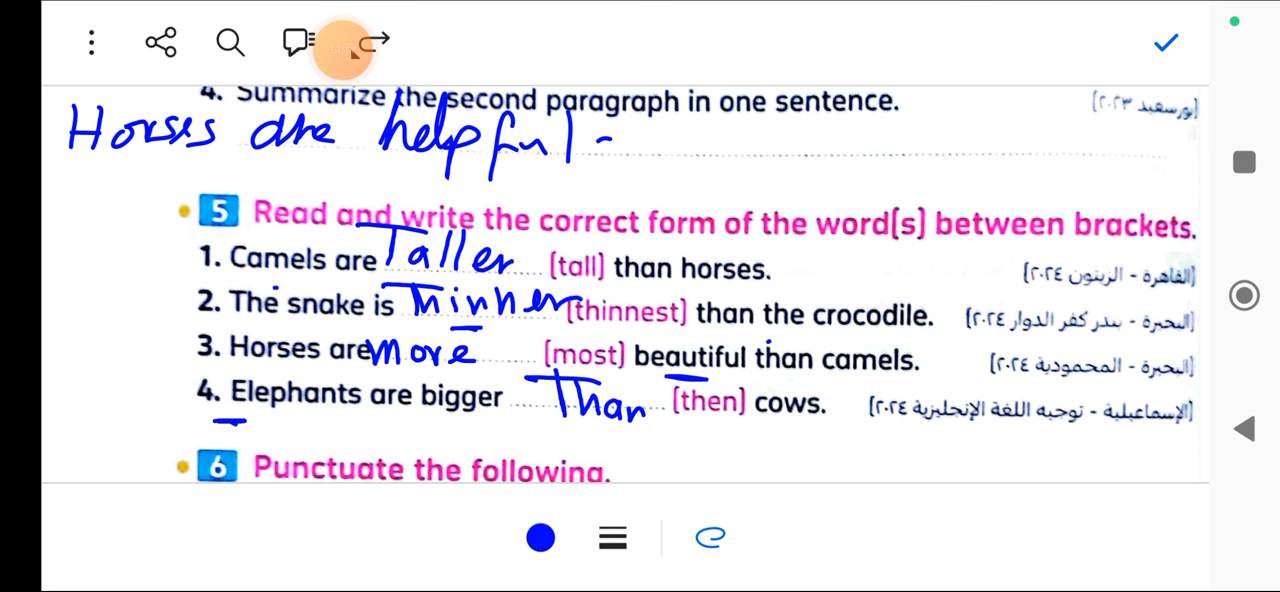 4. Summarize the second paragraph in one sentence. [بورسعيد ٢٠٢٣]
Horses are helpful.
5 Read and write the correct form of the word(s) between brackets.
1. Camels are Taller [tall] than horses. [القاهرة - الزيتون ٢٠٢٤]
2. The snake is Thinner [thinnest] than the crocodile. [البحيرة - بندر كفر الدوار ٢٠٢٤]
3. Horses are more [most] beautiful than camels. [البحيرة - المحمودية ٢٠٢٤]
4. Elephants are bigger Than [then] cows. [الإسماعيلية - توجيه اللغة الإنجليزية ٢٠٢٤]
6 Punctuate the following.